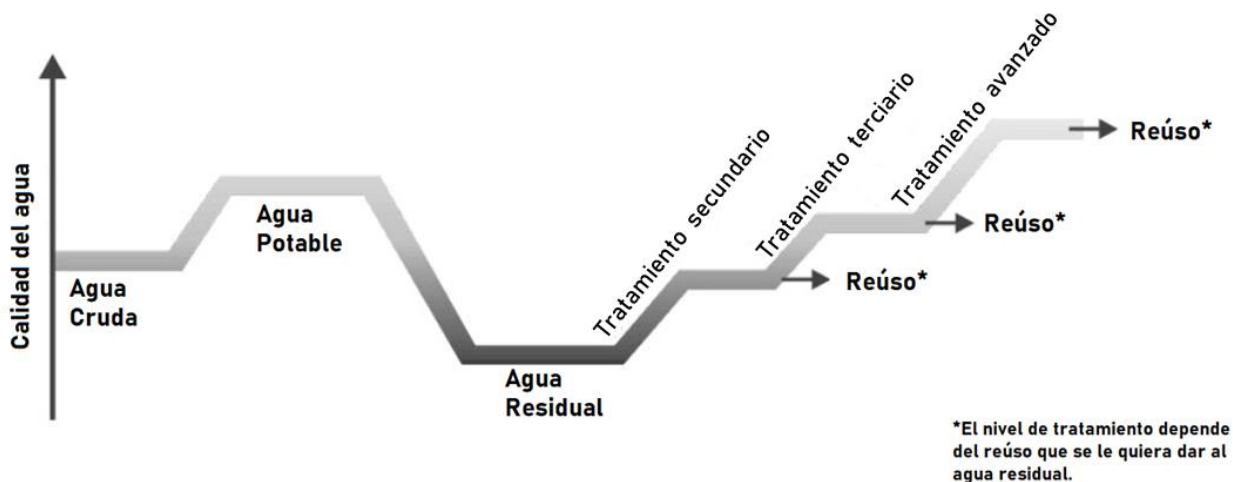 Calidad del agua
Agua
Cruda
Agua
Potable
Agua
Residual
Tratamiento secundario
Tratamiento terciario
Tratamiento avanzado
Reúso*
Reúso*
Reúso*
*El nivel de tratamiento depende
del reúso que se le quiera dar al
agua residual.